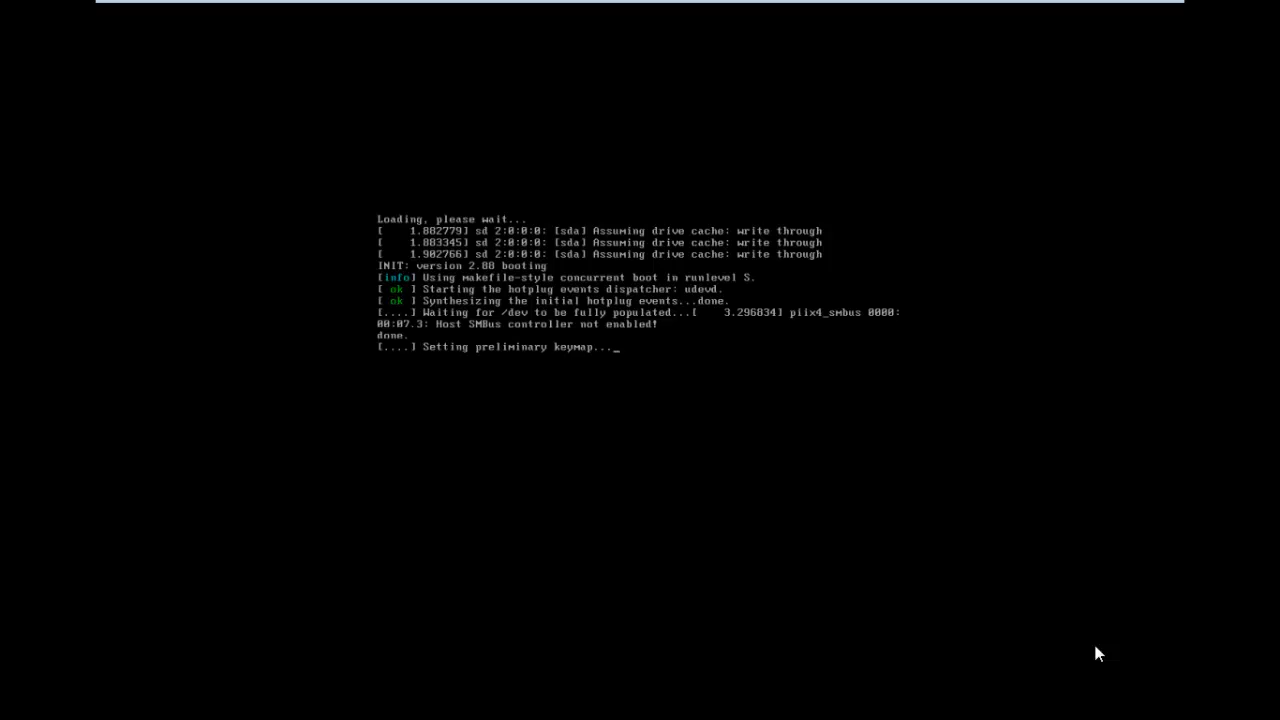 Loading, please wait...
[    1.882779] sd 2:0:0:0: [sda] Assuming drive cache: write through
[    1.883345] sd 2:0:0:0: [sda] Assuming drive cache: write through
[    1.902766] sd 2:0:0:0: [sda] Assuming drive cache: write through
INIT: version 2.88 booting
[info] Using makefile-style concurrent boot in runlevel S.
[ ok ] Starting the hotplug events dispatcher: udevd.
[ ok ] Synthesizing the initial hotplug events...done.
[....] Waiting for /dev to be fully populated...[    3.296834] piix4_smbus 0000:
00:07.3: Host SMBus controller not enabled!
done.
[....] Setting preliminary keymap..._